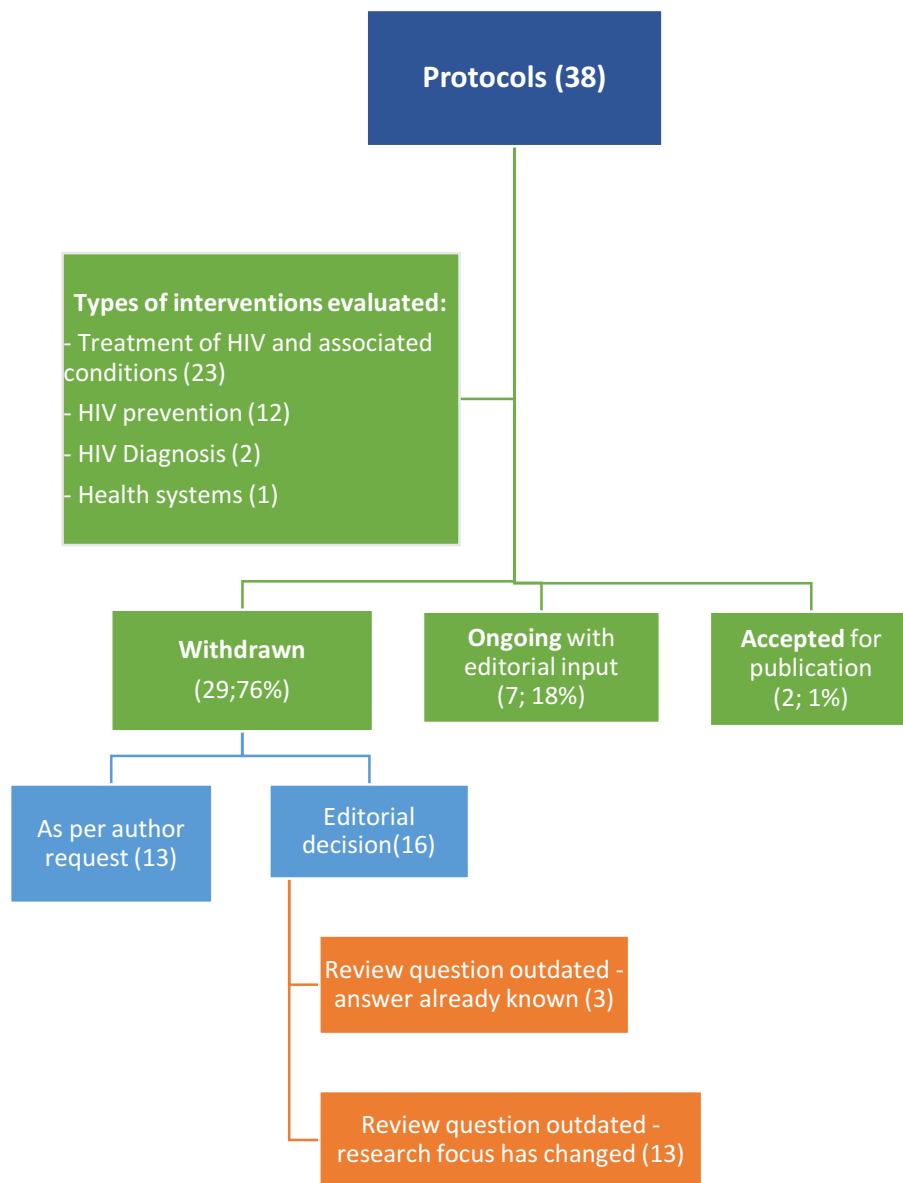 Protocols (38)
Types of interventions evaluated:
- Treatment of HIV and associated
conditions (23)
- HIV prevention (12)
- HIV Diagnosis (2)
- Health systems (1)
Withdrawn
(29;76%)
Ongoing with
editorial input
(7; 18%)
Accepted for
publication
(2; 1%)
As per author
request (13)
Editorial
decision(16)
Review question outdated -
answer already known (3)
Review question outdated -
research focus has changed (13)